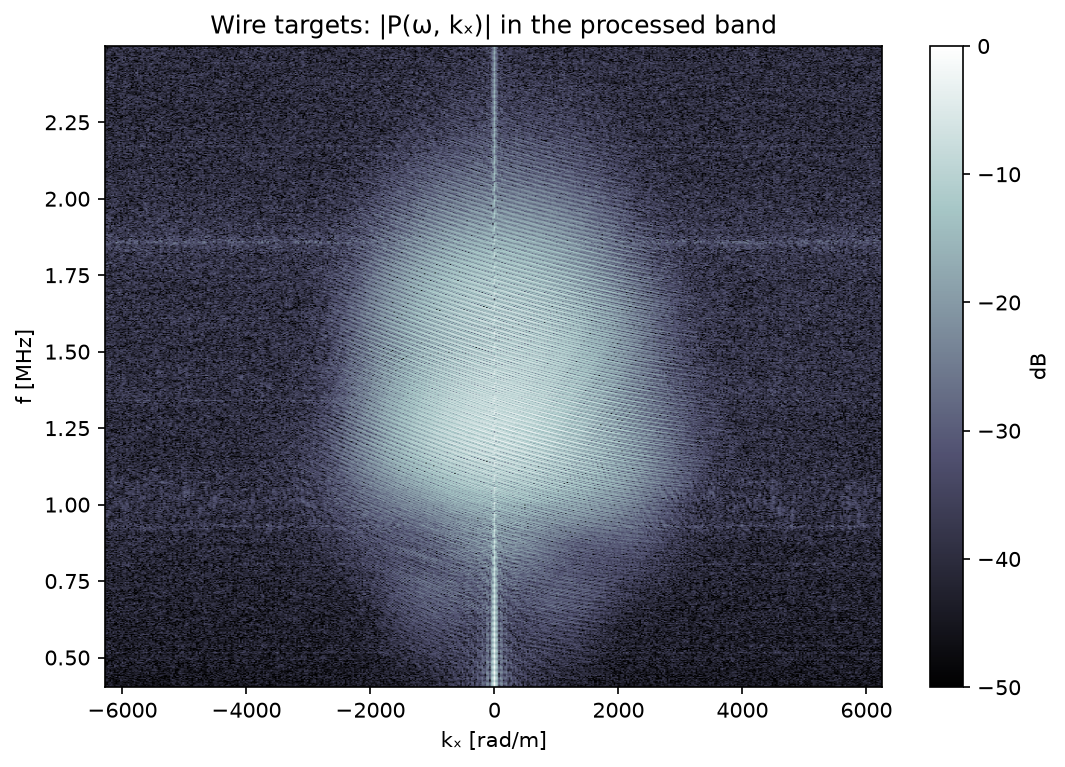 Wire targets: |P(ω, kₓ)| in the processed band
f [MHz]
2.25
2.00
1.75
1.50
1.25
1.00
0.75
0.50
−6000 −4000 −2000 0 2000 4000 6000
kₓ [rad/m]
0
−10
−20
−30
−40
−50
dB